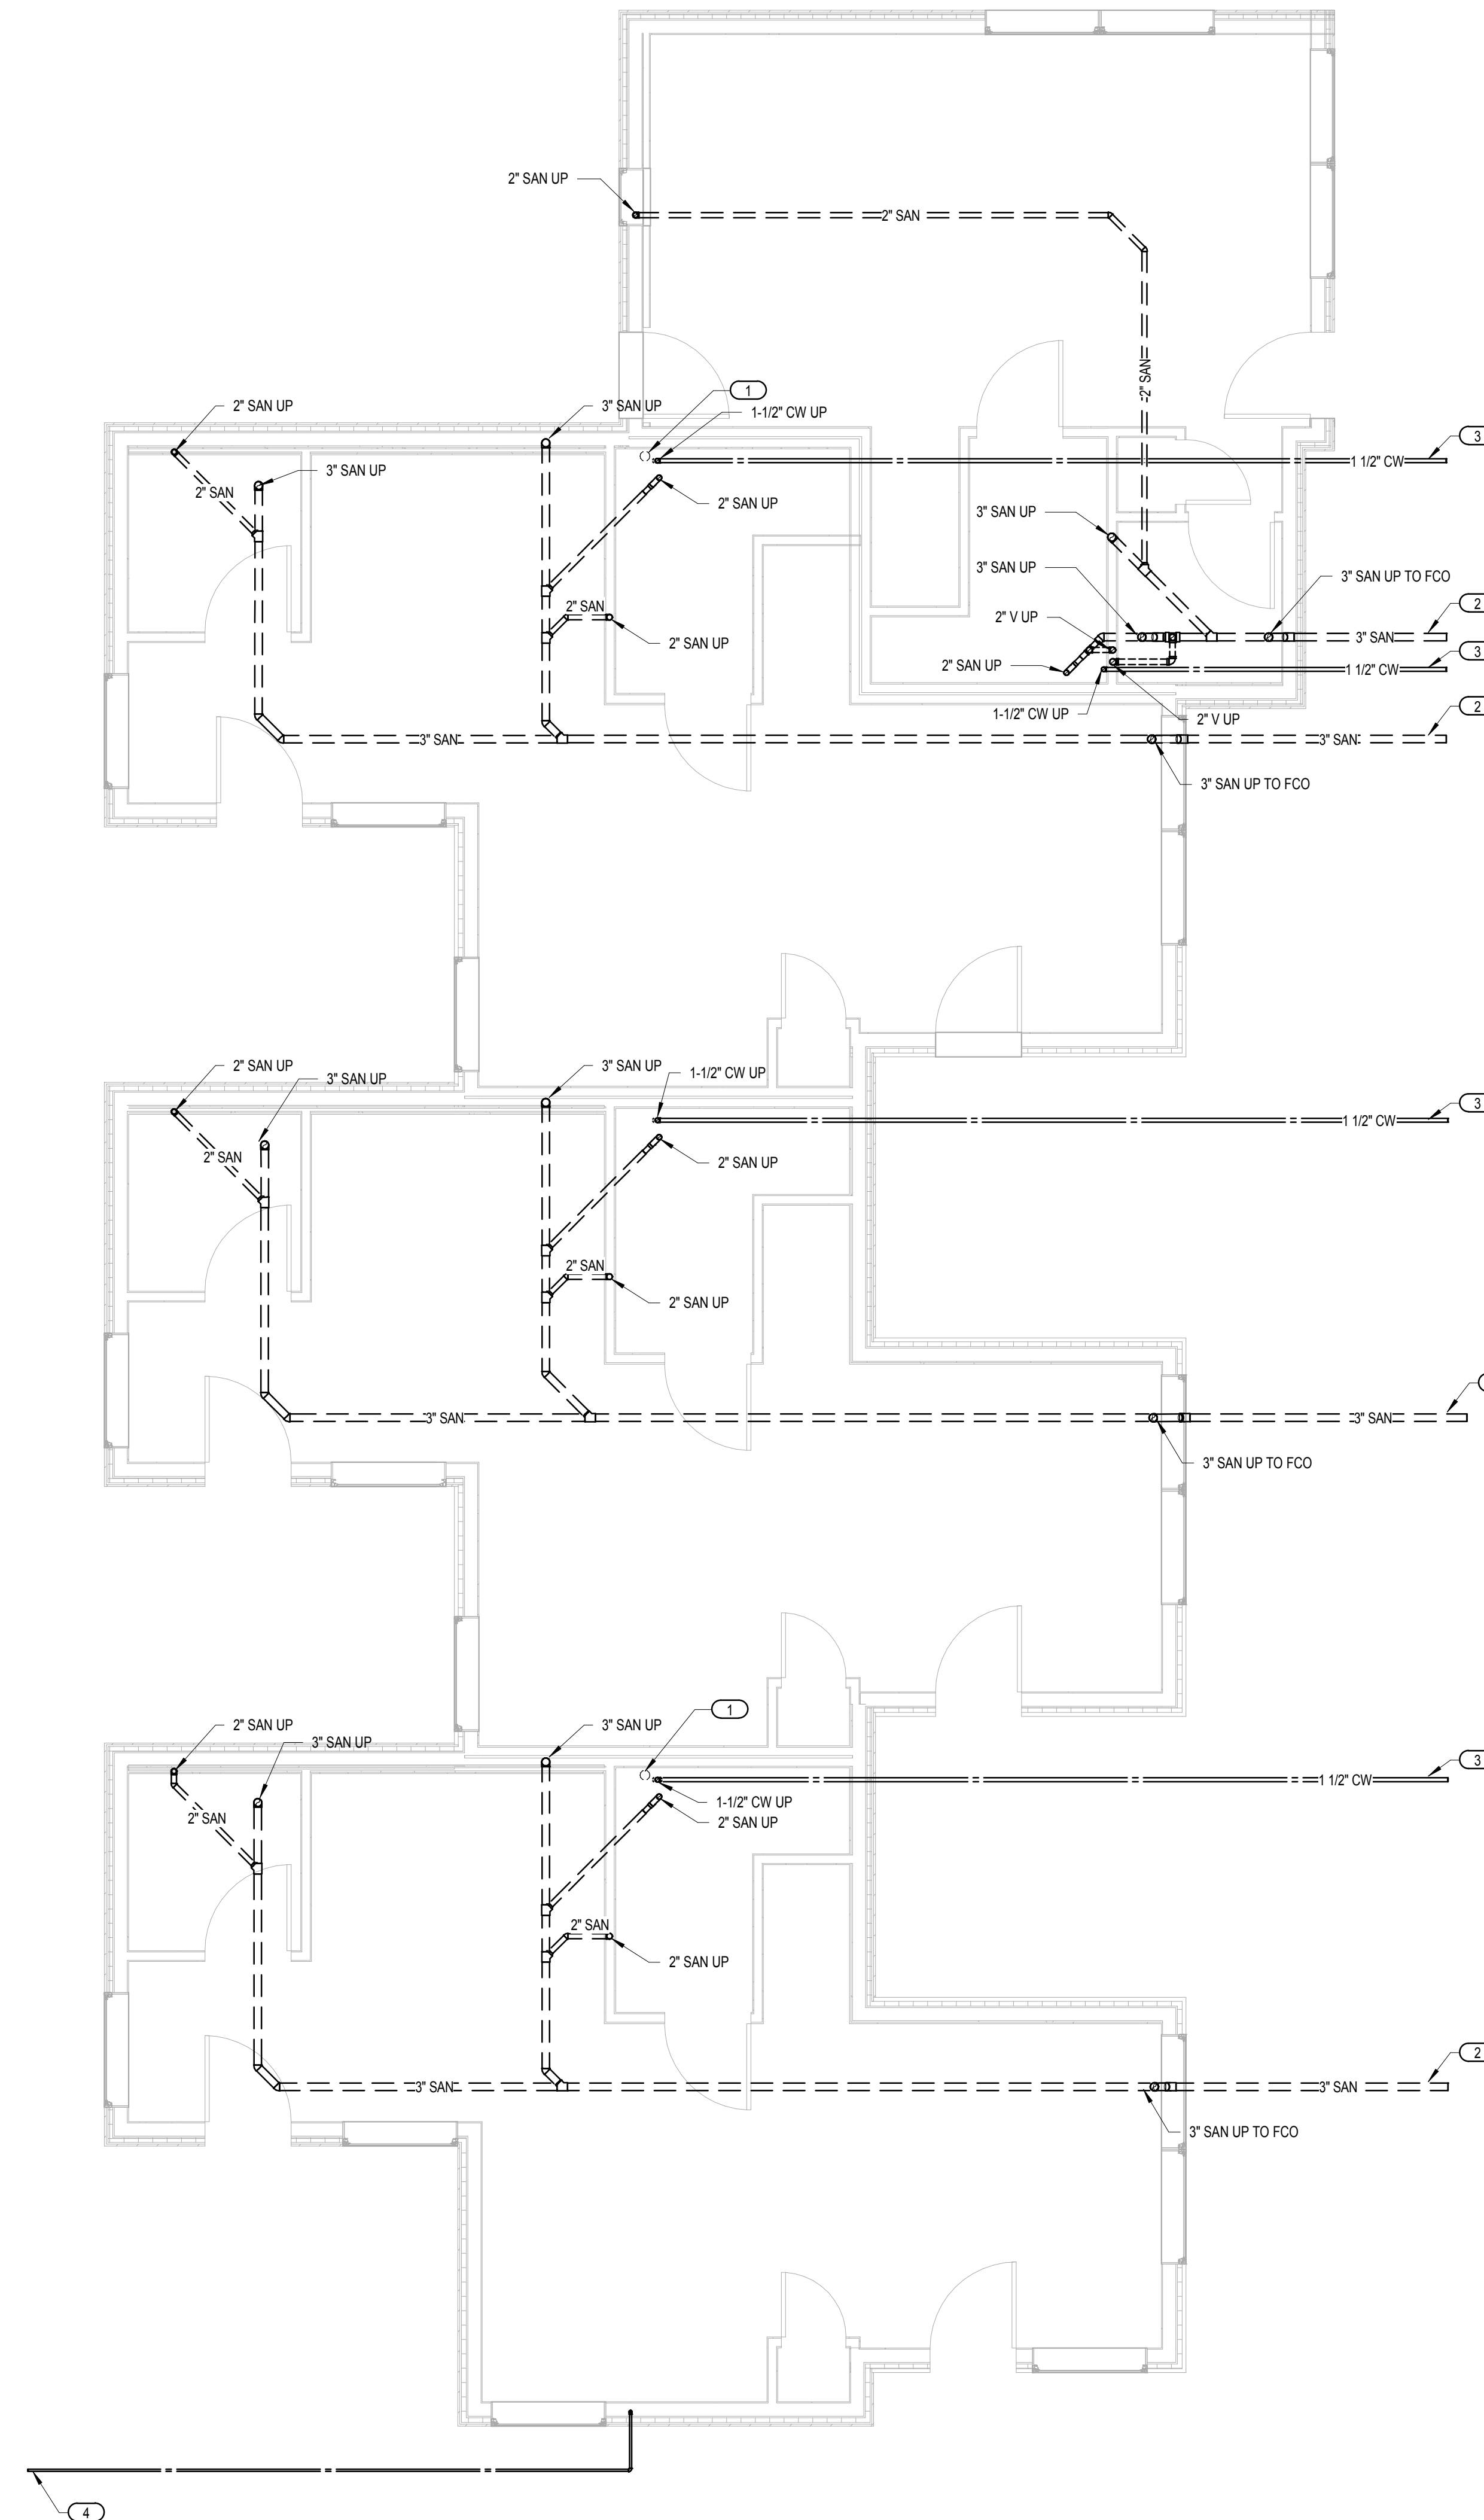 2" SAN UP
2" SAN
2" SAN
1
2" SAN UP
3" SAN UP
1-1/2" CW UP
3
1 1/2" CW
3" SAN UP
2" SAN
2" SAN UP
3" SAN UP
3" SAN UP
3" SAN UP TO FCO
2
2" SAN
2" V UP
3" SAN
2" SAN UP
3
2" SAN UP
1 1/2" CW
1-1/2" CW UP
2" V UP
2
3" SAN
3" SAN
3" SAN UP TO FCO
2" SAN UP
3" SAN UP
3" SAN UP
1-1/2" CW UP
3
1 1/2" CW
2" SAN
2" SAN UP
2" SAN
2" SAN UP
3" SAN
3" SAN
3" SAN UP TO FCO
1
2" SAN UP
3" SAN UP
3" SAN UP
3
1 1/2" CW
1-1/2" CW UP
2" SAN
2" SAN UP
2" SAN
2" SAN UP
2
3" SAN
3" SAN
3" SAN UP TO FCO
4